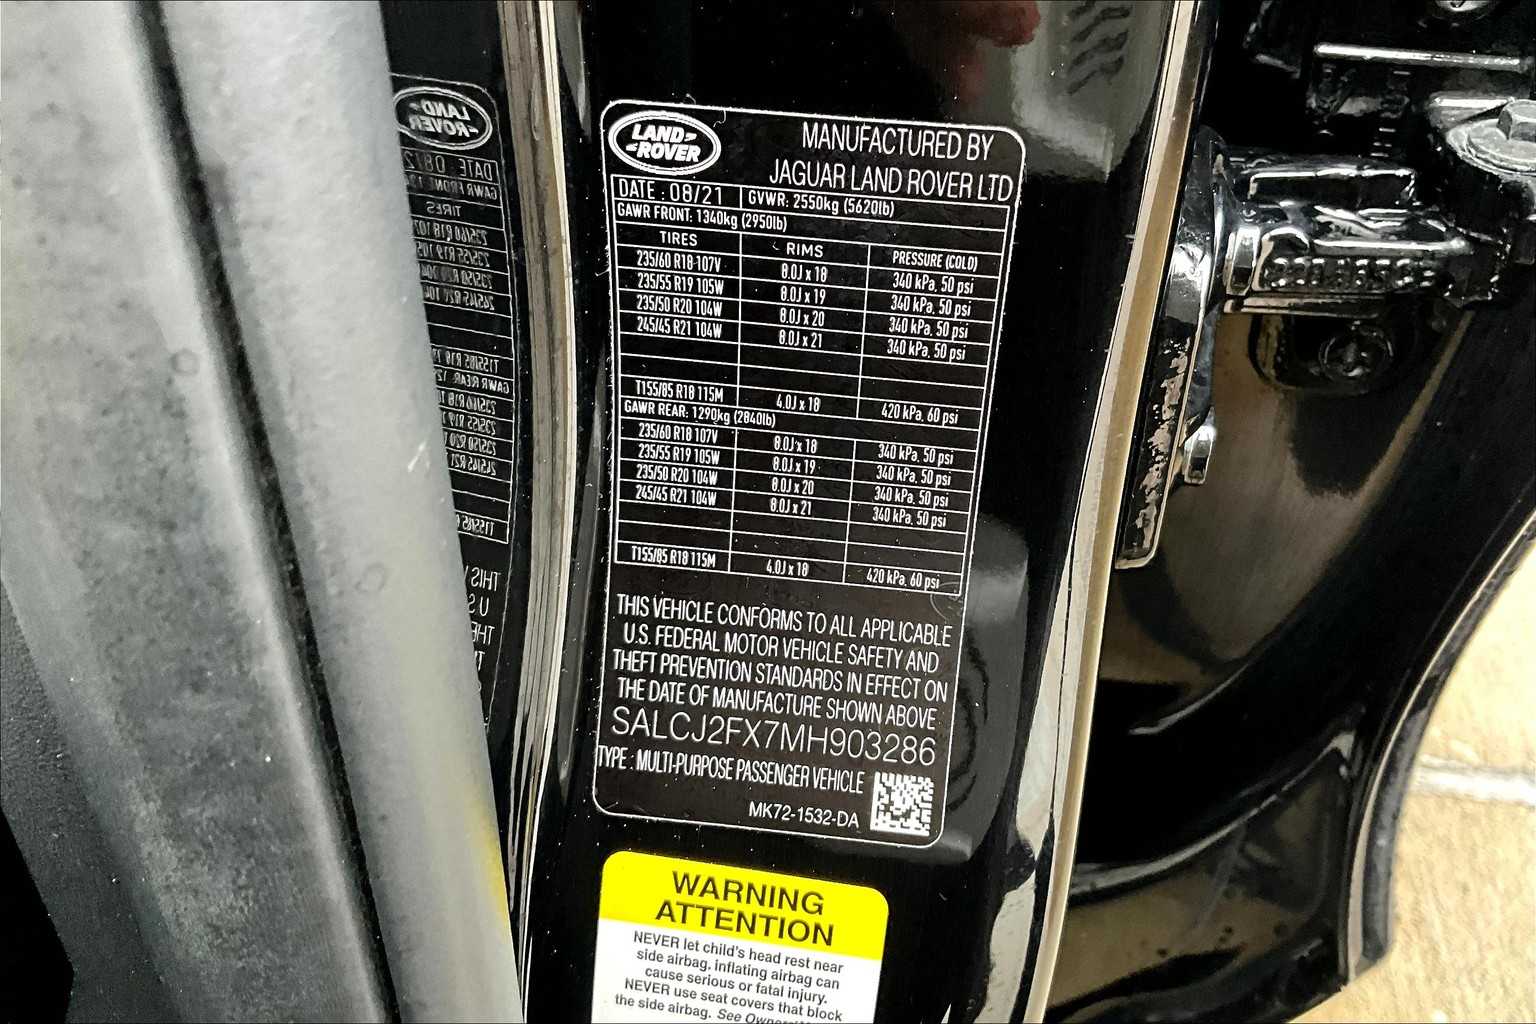 LAND-
-ROVER
MANUFACTURED BY
JAGUAR LAND ROVER LTD
DATE : 08/21 GVWR: 2550kg (5620lb)
GAWR FRONT: 1340kg (2950lb)
TIRES RIMS PRESSURE (COLD)
235/60 R18 107V 8.0J x 18 340 kPa, 50 psi
235/55 R19 105W 8.0J x 19 340 kPa, 50 psi
235/50 R20 104W 8.0J x 20 340 kPa, 50 psi
245/45 R21 104W 8.0J x 21 340 kPa, 50 psi
T155/85 R18 115M 4.0J x 18 420 kPa, 60 psi
GAWR REAR: 1290kg (2840lb)
235/60 R18 107V 8.0J x 18 340 kPa, 50 psi
235/55 R19 105W 8.0J x 19 340 kPa, 50 psi
235/50 R20 104W 8.0J x 20 340 kPa, 50 psi
245/45 R21 104W 8.0J x 21 340 kPa, 50 psi
T155/85 R18 115M 4.0J x 18 420 kPa, 60 psi
THIS VEHICLE CONFORMS TO ALL APPLICABLE
U.S. FEDERAL MOTOR VEHICLE SAFETY AND
THEFT PREVENTION STANDARDS IN EFFECT ON
THE DATE OF MANUFACTURE SHOWN ABOVE
SALCJ2FX7MH903286
TYPE : MULTI-PURPOSE PASSENGER VEHICLE
MK72-1532-DA
WARNING
ATTENTION
NEVER let child's head rest near
side airbag, inflating airbag can
cause serious or fatal injury.
NEVER use seat covers that block
the side airbag. See Owners